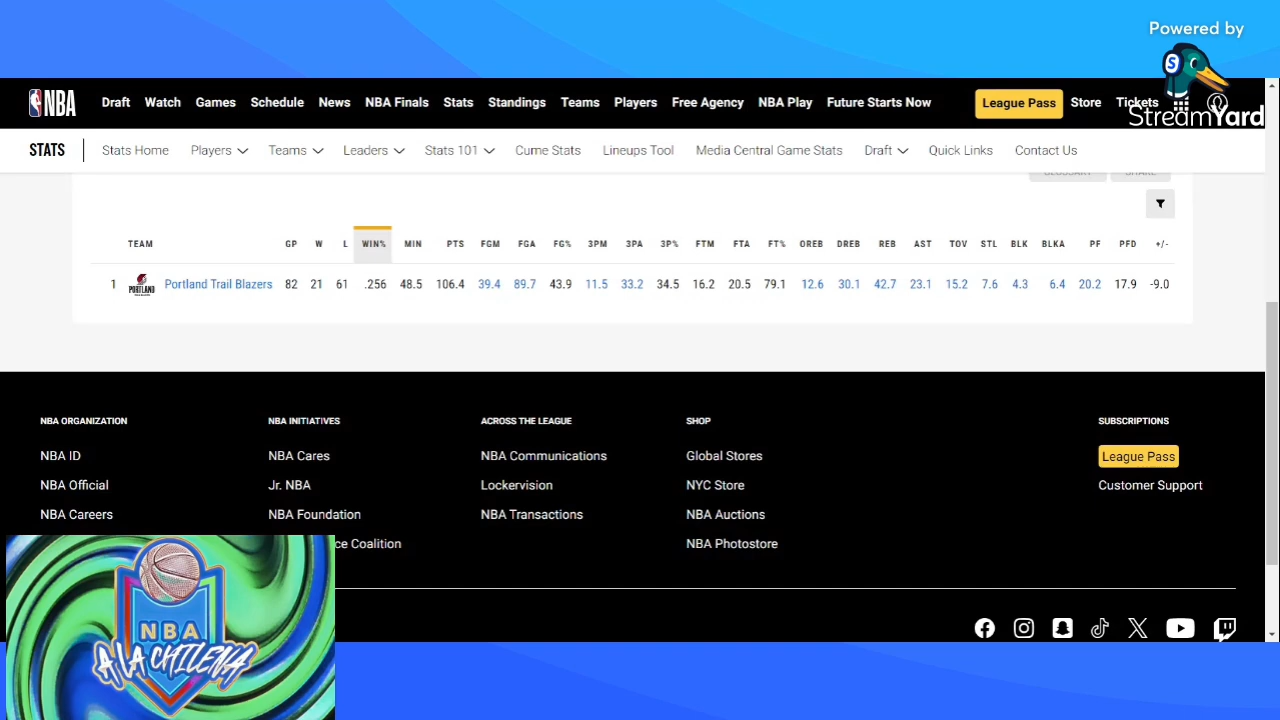 Powered by
StreamYard
NBA Draft Watch Games Schedule News NBA Finals Stats Standings Teams Players Free Agency NBA Play Future Starts Now League Pass Store Tickets
STATS Stats Home Players Teams Leaders Stats 101 Cume Stats Lineups Tool Media Central Game Stats Draft Quick Links Contact Us
GLOSSARY SHARE
TEAM GP W L WIN% MIN PTS FGM FGA FG% 3PM 3PA 3P% FTM FTA FT% OREB DREB REB AST TOV STL BLK BLKA PF PFD +/-
1 PORTLAND Portland Trail Blazers 82 21 61 .256 48.5 106.4 39.4 89.7 43.9 11.5 33.2 34.5 16.2 20.5 79.1 12.6 30.1 42.7 23.1 15.2 7.6 4.3 6.4 20.2 17.9 -9.0
NBA ORGANIZATION NBA INITIATIVES ACROSS THE LEAGUE SHOP SUBSCRIPTIONS
NBA ID NBA Cares NBA Communications Global Stores League Pass
NBA Official Jr. NBA Lockervision NYC Store Customer Support
NBA Careers NBA Foundation NBA Transactions NBA Auctions
ce Coalition NBA Photostore
NBA
A LA CHILENA